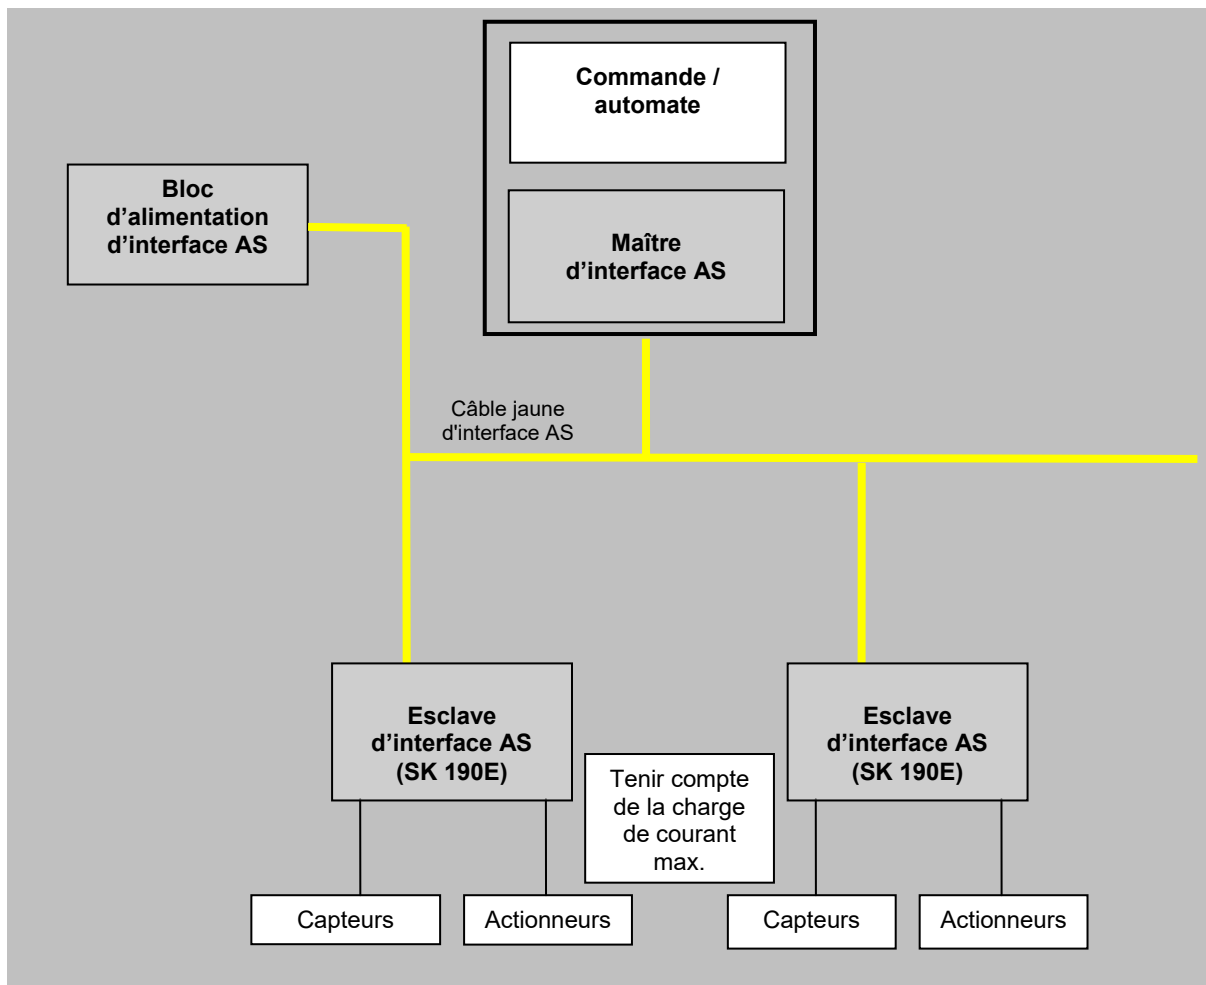 Commande /
automate
Bloc
d’alimentation
d’interface AS
Maître
d’interface AS
Câble jaune
d'interface AS
Esclave
d’interface AS
(SK 190E)
Esclave
d’interface AS
(SK 190E)
Tenir compte
de la charge
de courant
max.
Capteurs
Actionneurs
Capteurs
Actionneurs